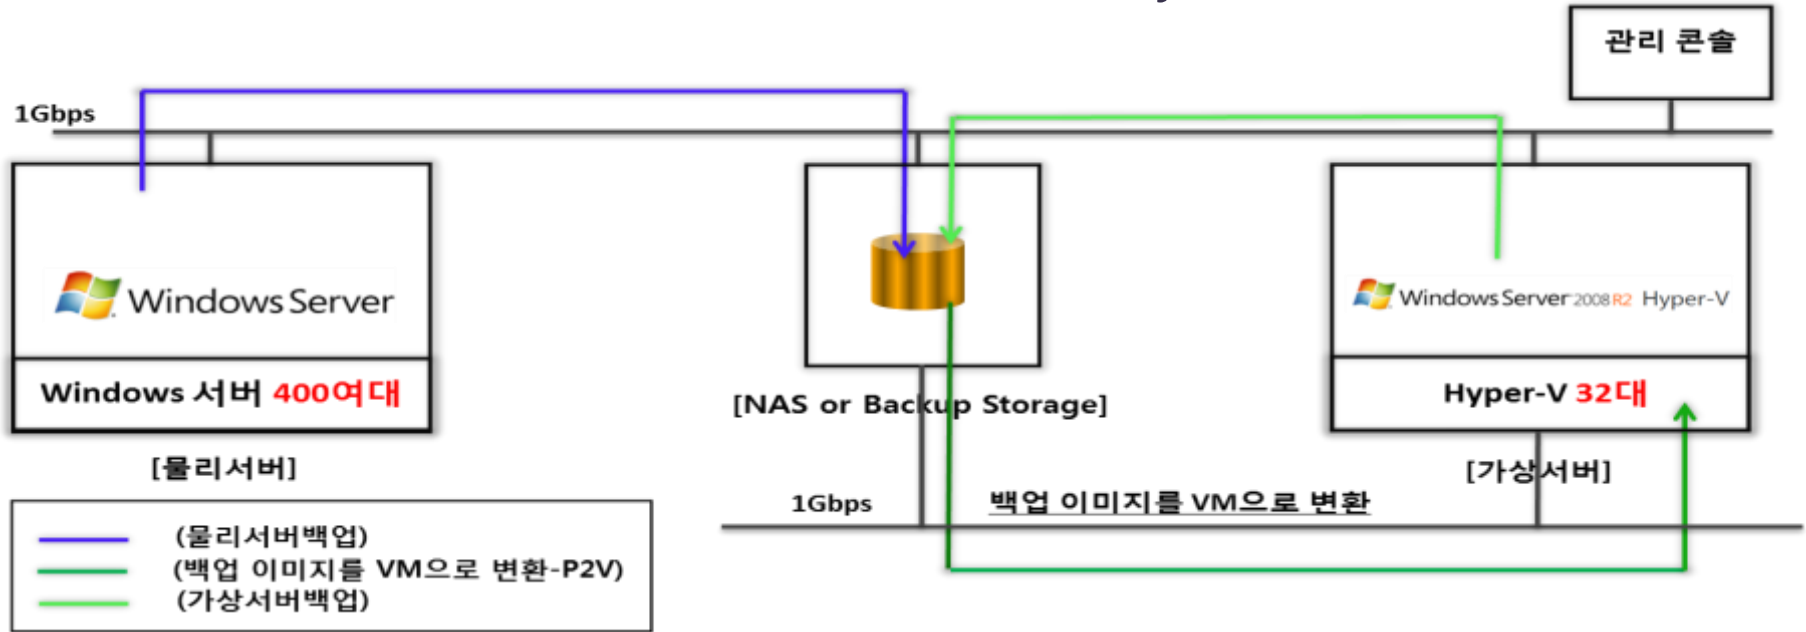 관리 콘솔
1Gbps
Windows Server
Windows Server 2008 R2 Hyper-V
Windows 서버 400여대
Hyper-V 32대
[NAS or Backup Storage]
[물리서버]
[가상서버]
1Gbps
백업 이미지를 VM으로 변환
(물리서버백업)
(백업 이미지를 VM으로 변환-P2V)
(가상서버백업)